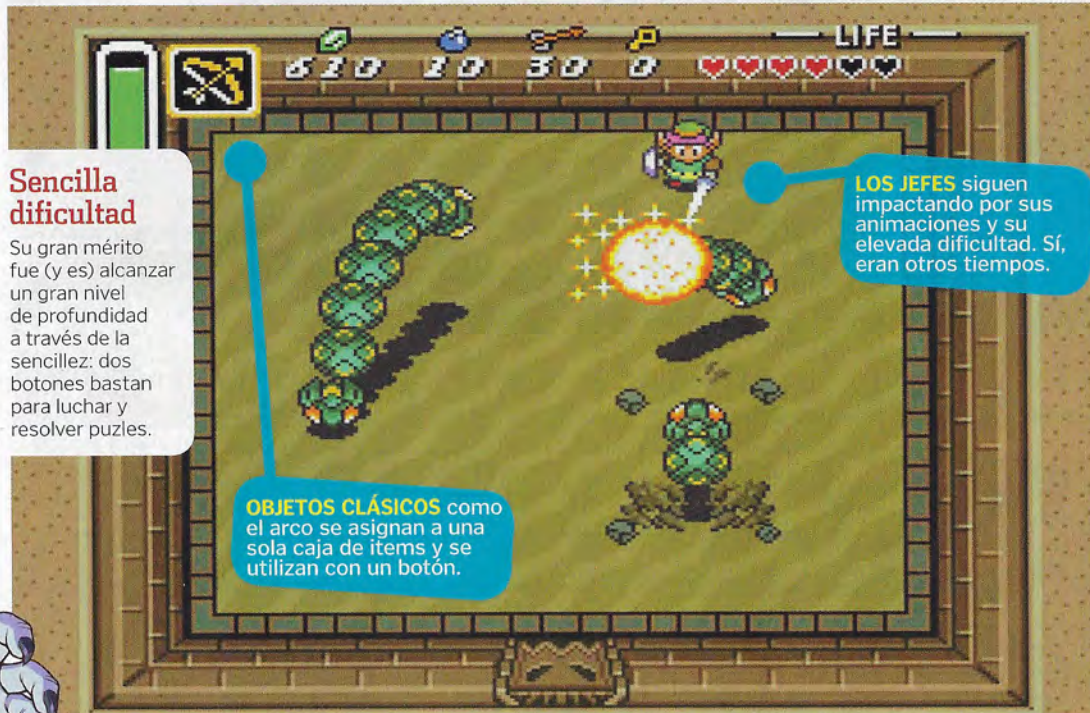 LIFE
610 10 30 0
Sencilla
dificultad
Su gran mérito
fue (y es) alcanzar
un gran nivel
de profundidad
a través de la
sencillez: dos
botones bastan
para luchar y
resolver puzles.
LOS JEFES siguen
impactando por sus
animaciones y su
elevada dificultad. Sí,
eran otros tiempos.
OBJETOS CLÁSICOS como
el arco se asignan a una
sola caja de items y se
utilizan con un botón.